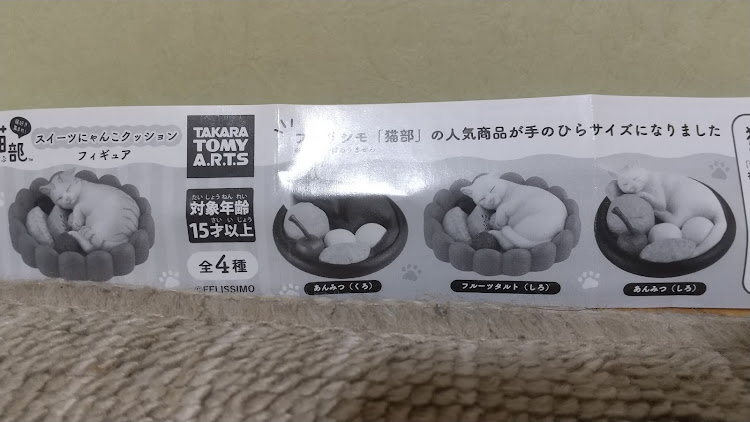 猫部™
スイーツにゃんこクッション
フィギュア
TAKARA
TOMY
A.R.T.S
たいしょうねんれい
対象年齢
さいいじょう
15才以上
全4種
©FELISSIMO
「猫部」の人気商品が手のひらサイズになりました
あんみつ（くろ）
フルーツタルト（しろ）
あんみつ（しろ）